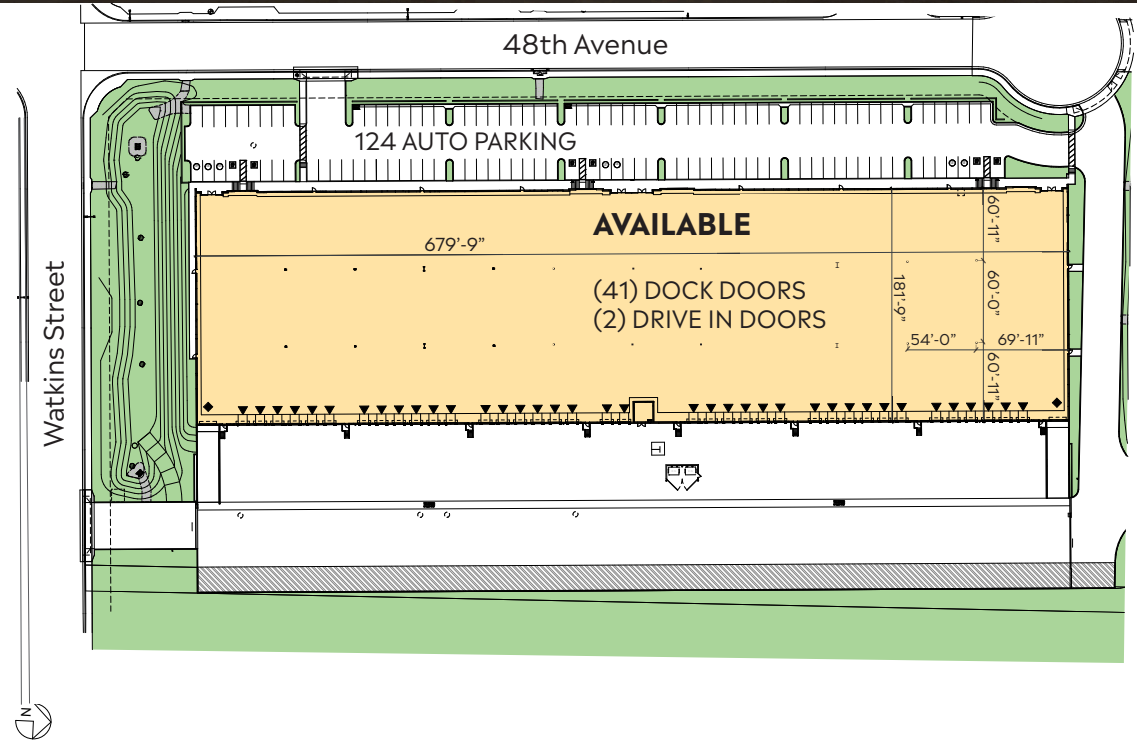 48th Avenue
124 AUTO PARKING
AVAILABLE
679'-9"
(41) DOCK DOORS
(2) DRIVE IN DOORS
181'-9"
60'-11"
60'-0"
54'-0"
69'-11"
60'-11"
Watkins Street
N